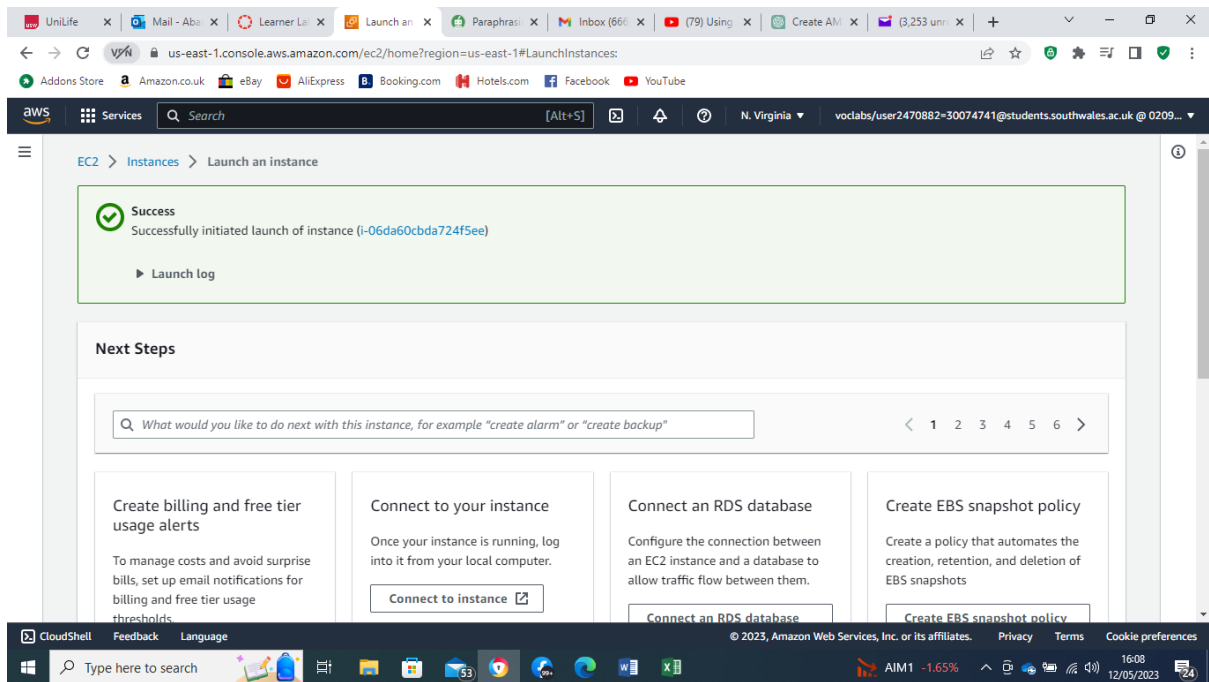 UniLife
Mail - Aba
Learner La
Launch an
Paraphrasi
Inbox (666
(79) Using
Create AM
(3,253 unr
VPN
us-east-1.console.aws.amazon.com/ec2/home?region=us-east-1#LaunchInstances:
Addons Store
Amazon.co.uk
eBay
AliExpress
Booking.com
Hotels.com
Facebook
YouTube
aws
Services
Search
[Alt+S]
N. Virginia
voclabs/user2470882=30074741@students.southwales.ac.uk @ 0209...
EC2 > Instances > Launch an instance
Success
Successfully initiated launch of instance (i-06da60cbda724f5ee)
Launch log
Next Steps
What would you like to do next with this instance, for example "create alarm" or "create backup"
< 1 2 3 4 5 6 >
Create billing and free tier
usage alerts
To manage costs and avoid surprise
bills, set up email notifications for
billing and free tier usage
thresholds.
Connect to your instance
Once your instance is running, log
into it from your local computer.
Connect to instance
Connect an RDS database
Configure the connection between
an EC2 instance and a database to
allow traffic flow between them.
Connect an RDS database
Create EBS snapshot policy
Create a policy that automates the
creation, retention, and deletion of
EBS snapshots
Create EBS snapshot policy
CloudShell
Feedback
Language
© 2023, Amazon Web Services, Inc. or its affiliates.
Privacy
Terms
Cookie preferences
Type here to search
53
99+
AIM1 -1.65%
16:08
12/05/2023
24